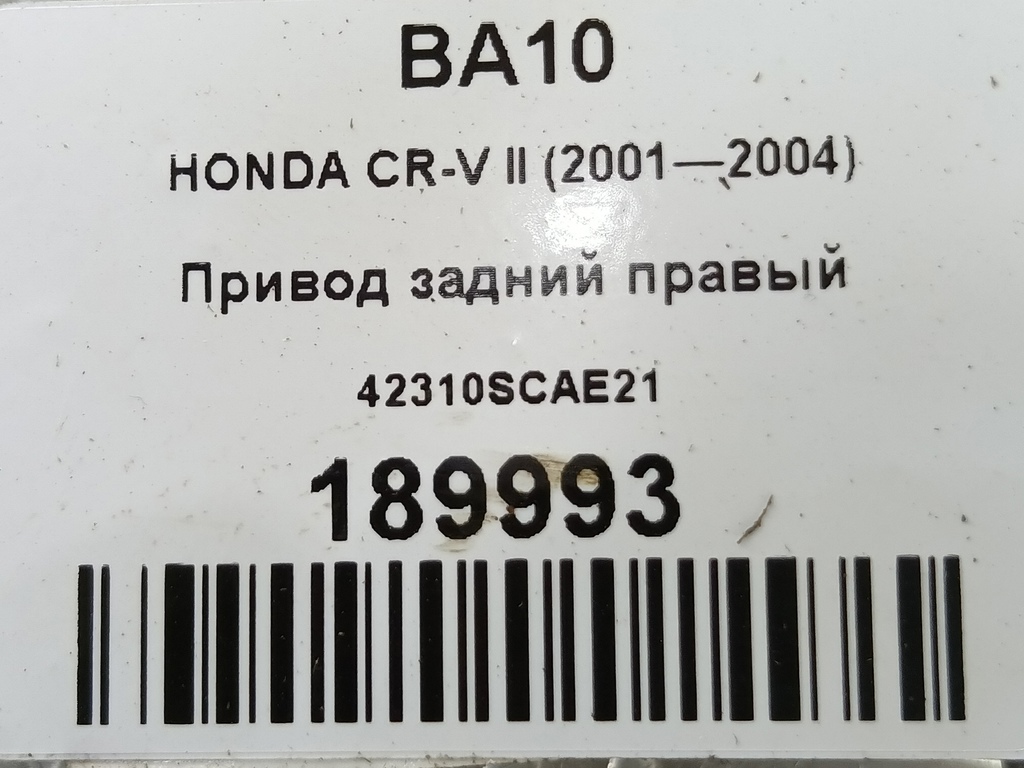 BA10
HONDA CR-V II (2001—2004)
Привод задний правый
42310SCAE21
189993